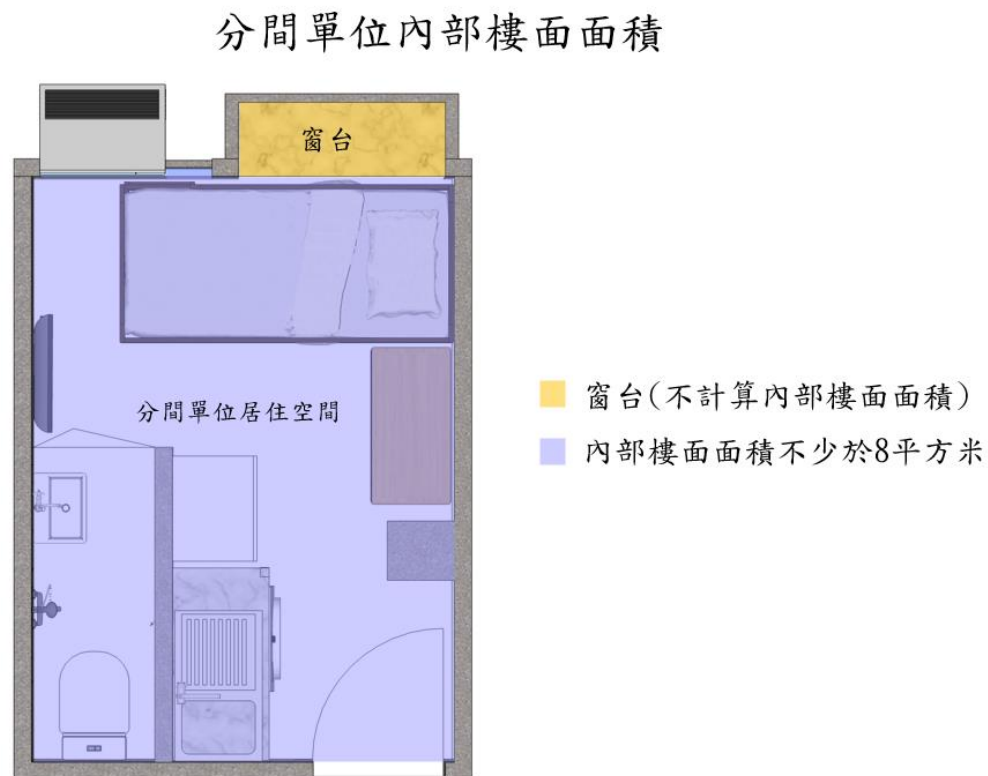 分間單位內部樓面面積
窗台
分間單位居住空間
窗台(不計算內部樓面面積)
內部樓面面積不少於8平方米